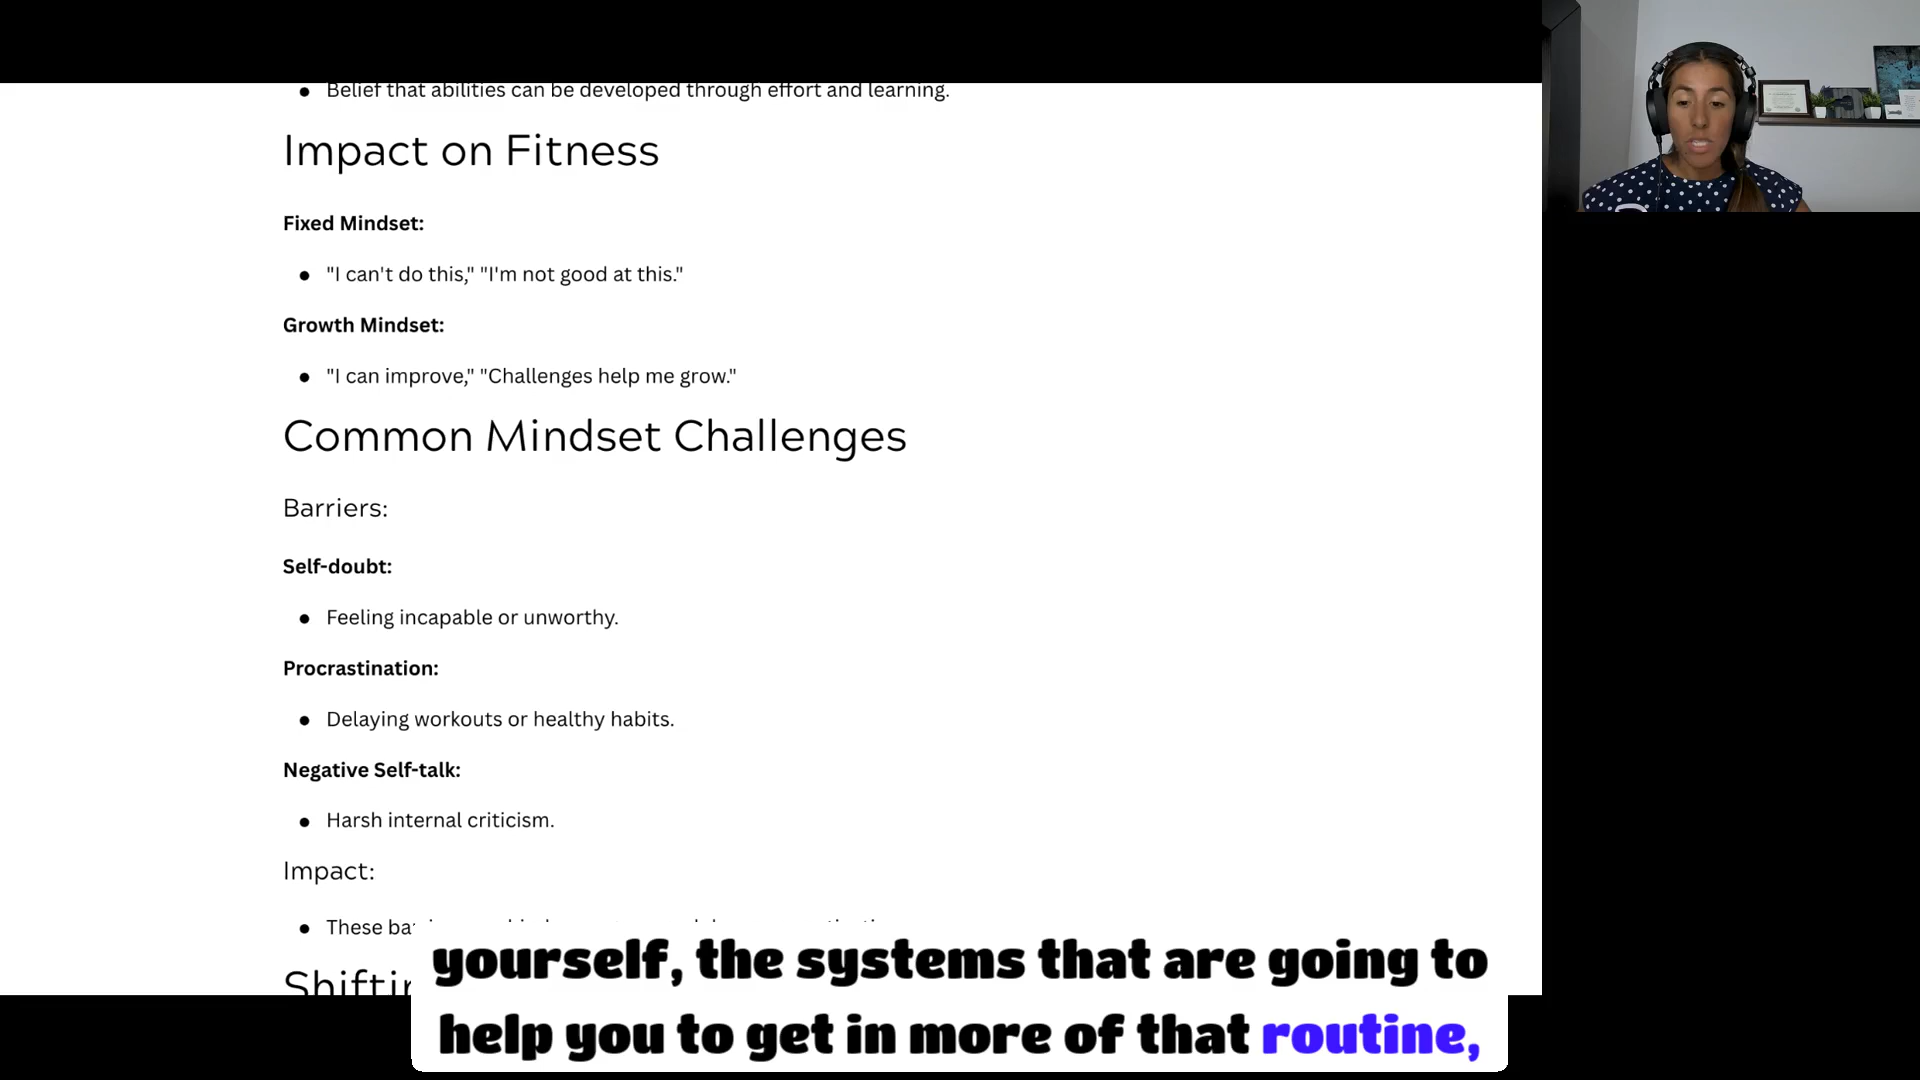 Belief that abilities can be developed through effort and learning.
Impact on Fitness
Fixed Mindset:
"I can't do this," "I'm not good at this."
Growth Mindset:
"I can improve," "Challenges help me grow."
Common Mindset Challenges
Barriers:
Self-doubt:
Feeling incapable or unworthy.
Procrastination:
Delaying workouts or healthy habits.
Negative Self-talk:
Harsh internal criticism.
Impact:
These
yourself, the systems that are going to
help you to get in more of that routine,